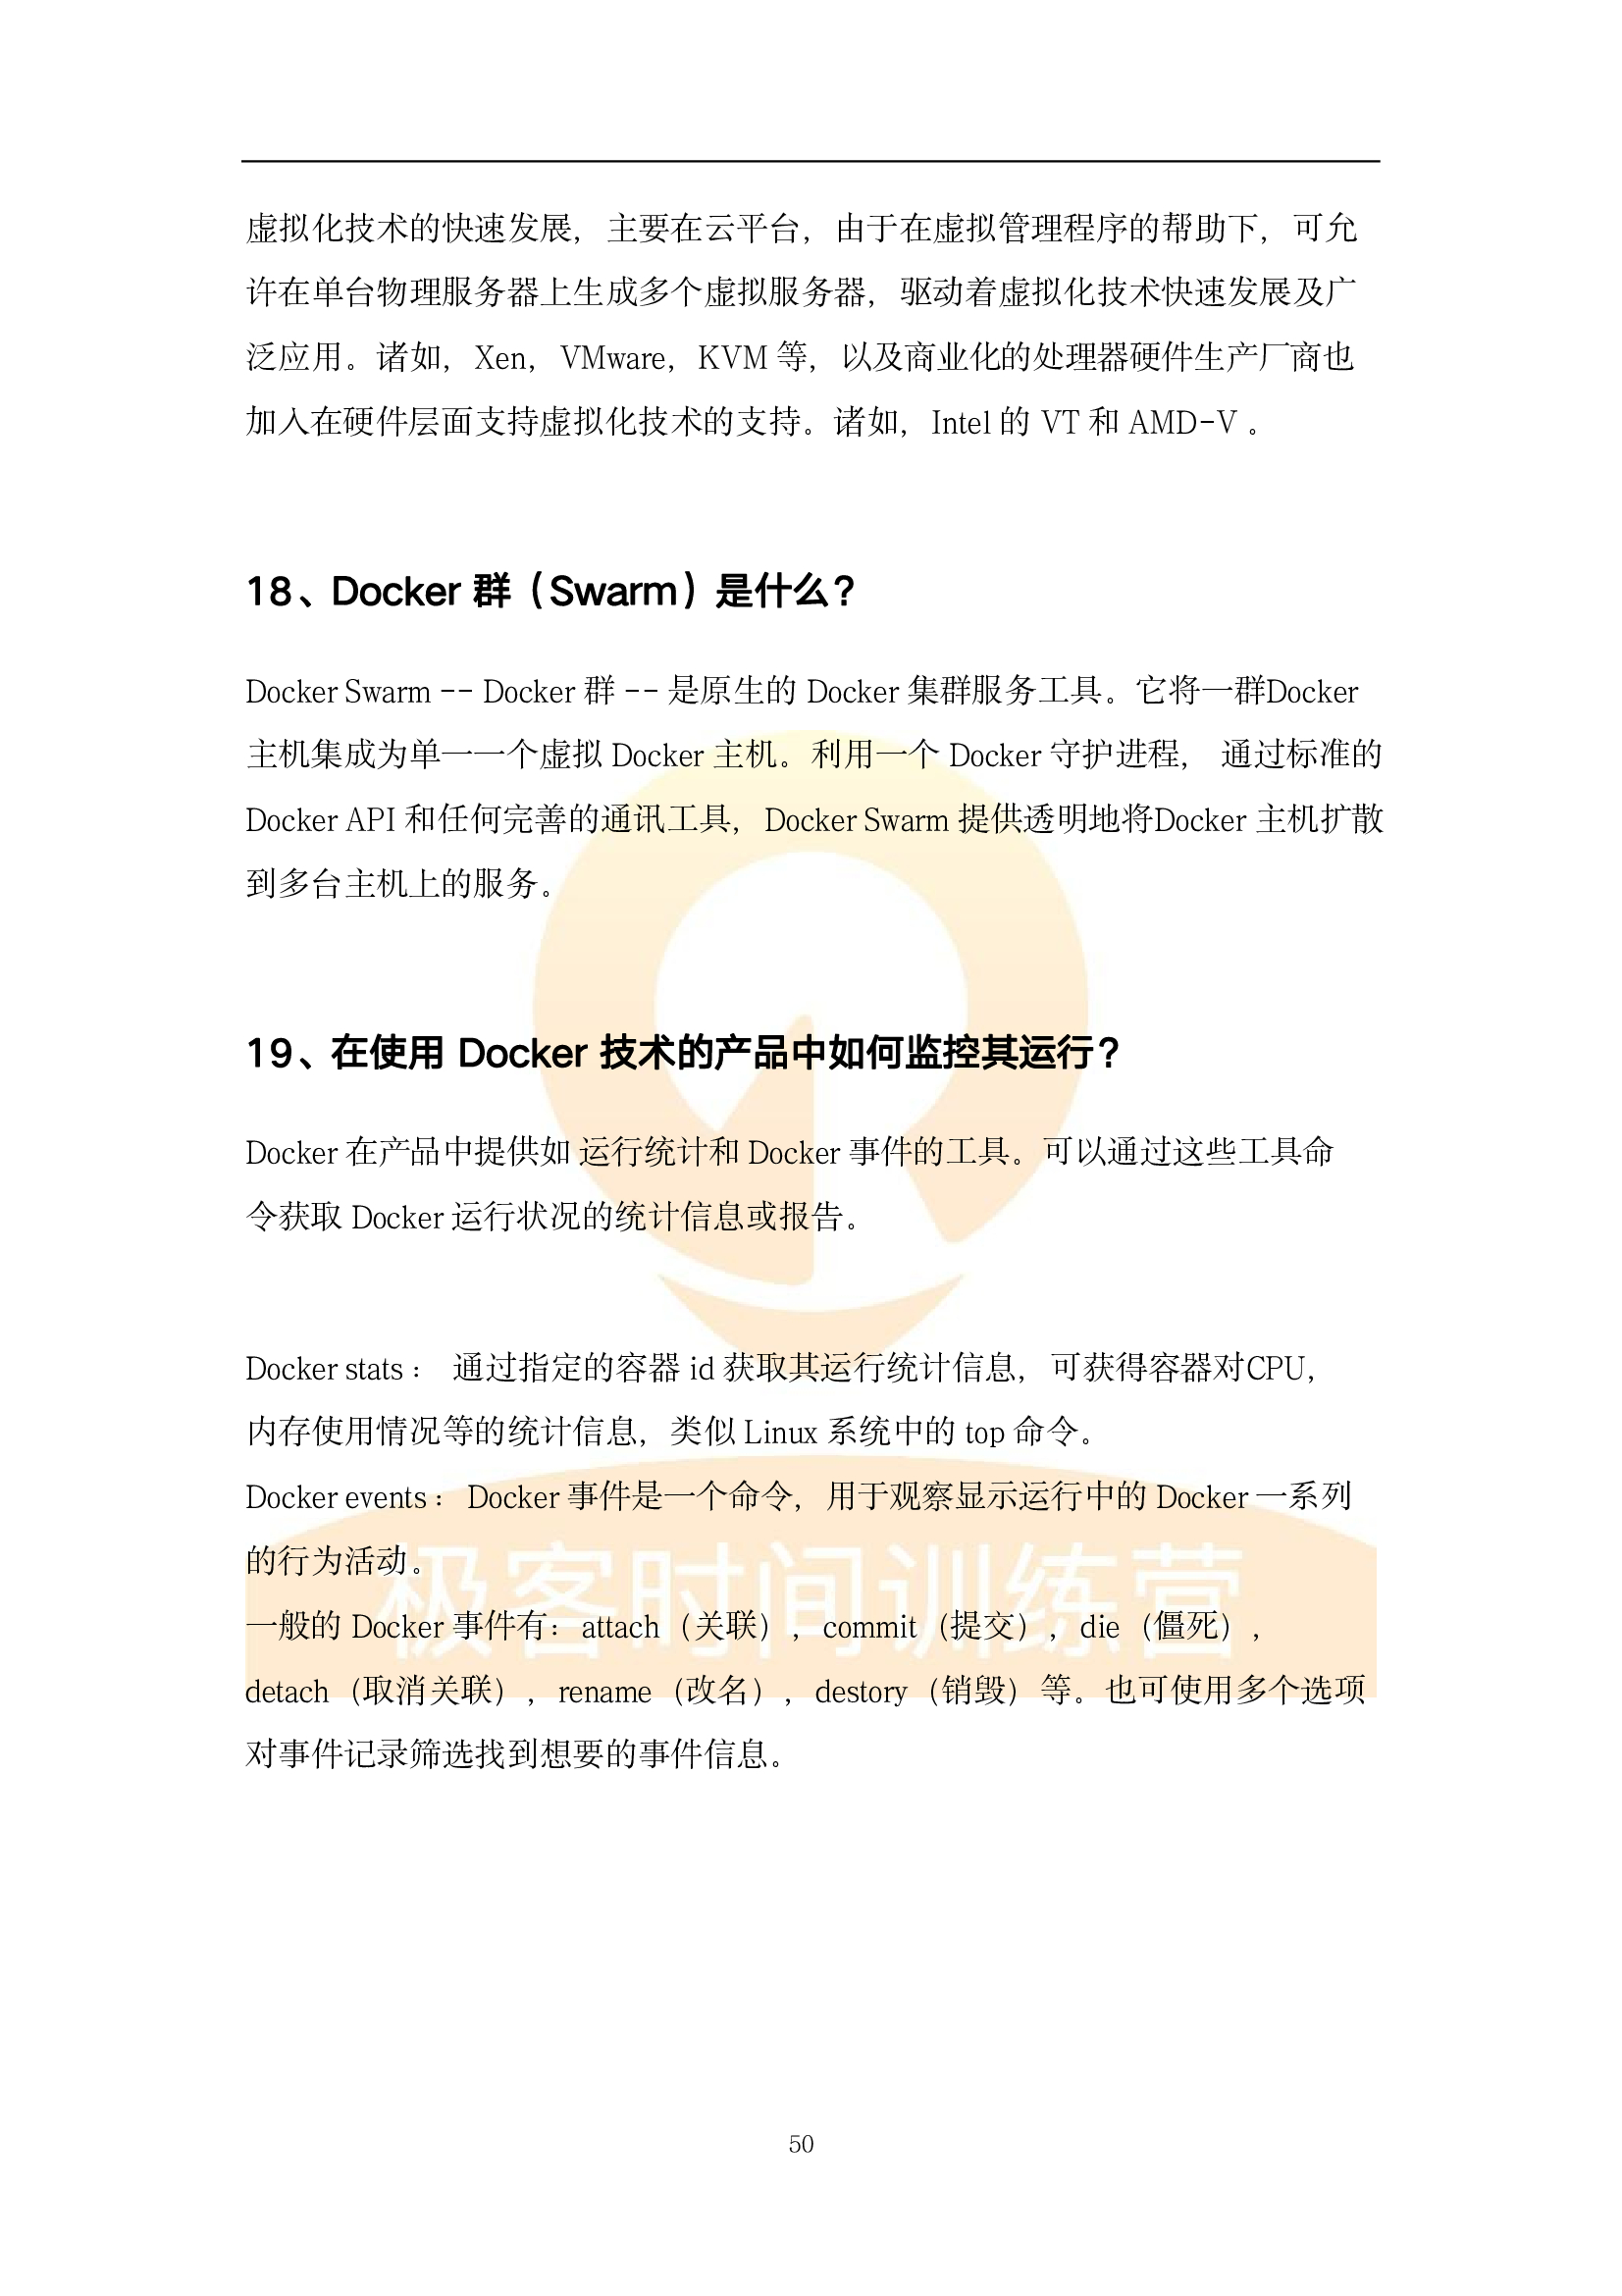 虚拟化技术的快速发展，主要在云平台，由于在虚拟管理程序的帮助下，可允
许在单台物理服务器上生成多个虚拟服务器，驱动着虚拟化技术快速发展及广
泛应用。诸如，Xen，VMware，KVM 等，以及商业化的处理器硬件生产厂商也
加入在硬件层面支持虚拟化技术的支持。诸如，Intel 的 VT 和 AMD-V 。
18、Docker 群（Swarm）是什么？
Docker Swarm -- Docker 群 -- 是原生的 Docker 集群服务工具。它将一群Docker
主机集成为单一一个虚拟 Docker 主机。利用一个 Docker 守护进程， 通过标准的
Docker API 和任何完善的通讯工具，Docker Swarm 提供透明地将Docker 主机扩散
到多台主机上的服务。
19、在使用 Docker 技术的产品中如何监控其运行？
Docker 在产品中提供如 运行统计和 Docker 事件的工具。可以通过这些工具命
令获取 Docker 运行状况的统计信息或报告。
Docker stats ： 通过指定的容器 id 获取其运行统计信息，可获得容器对CPU，
内存使用情况等的统计信息，类似 Linux 系统中的 top 命令。
Docker events ： Docker 事件是一个命令，用于观察显示运行中的 Docker 一系列
的行为活动。
极客时间训练营
一般的 Docker 事件有：attach（关联），commit（提交），die（僵死），
detach（取消关联），rename（改名），destory（销毁）等。也可使用多个选项
对事件记录筛选找到想要的事件信息。
50